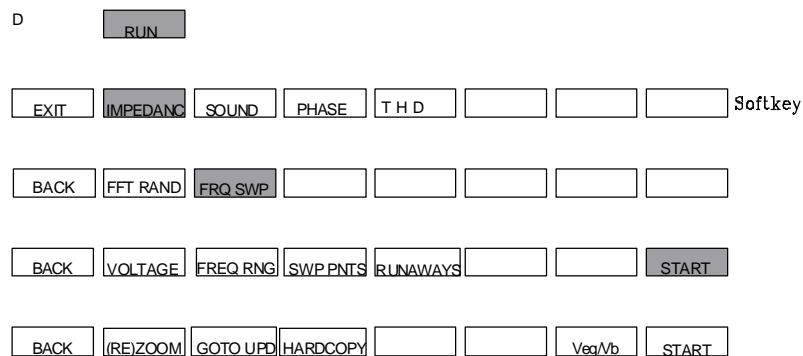 D RUN
EXIT IMPEDANC SOUND PHASE T H D Softkey
BACK FFT RAND FRQ SWP
BACK VOLTAGE FREQ RNG SWP PNTS RUNAWAYS START
BACK (RE)ZOOM GOTO UPD HARDCOPY Veq/Vb START